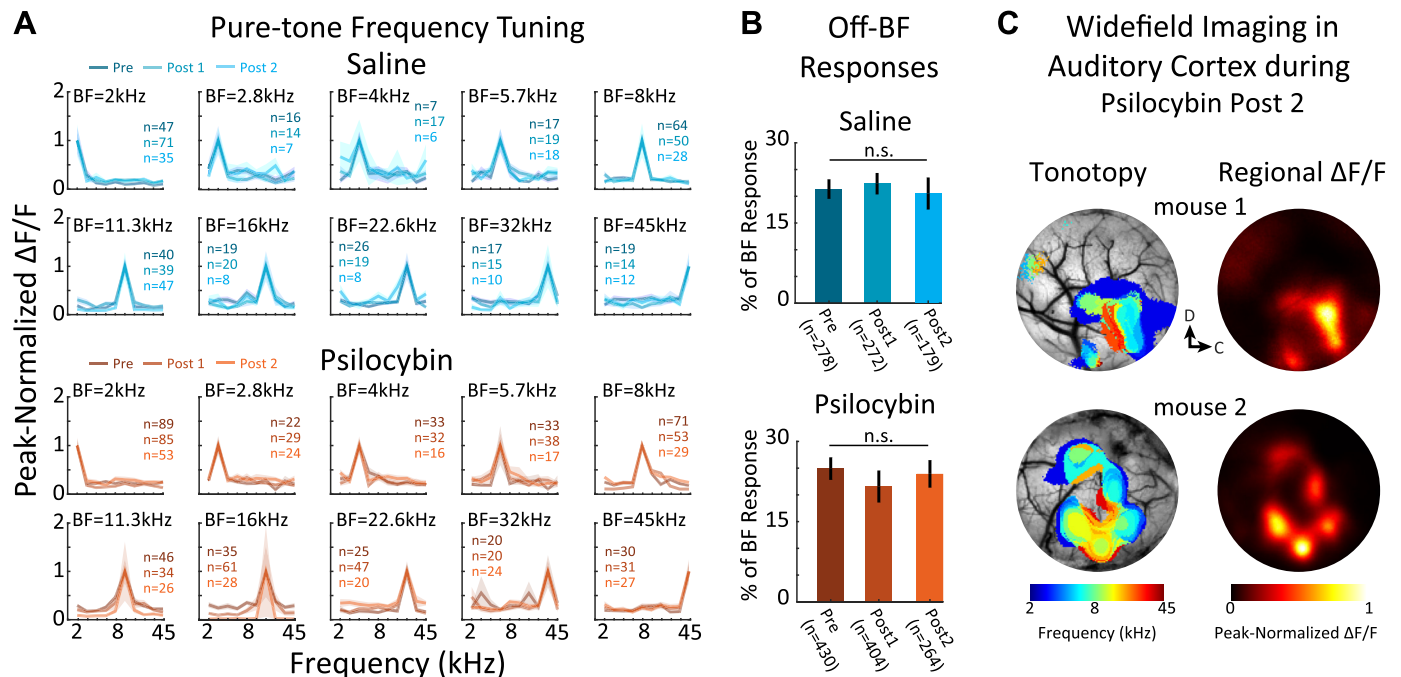 A
Pure-tone Frequency Tuning
Saline
Pre Post 1 Post 2
Peak-Normalized ΔF/F
2
1
0
BF=2kHz
n=47
n=71
n=35
BF=2.8kHz
n=16
n=14
n=7
BF=4kHz
n=7
n=17
n=6
BF=5.7kHz
n=17
n=19
n=18
BF=8kHz
n=64
n=50
n=28
2
1
0
BF=11.3kHz
n=40
n=39
n=47
BF=16kHz
n=19
n=20
n=8
BF=22.6kHz
n=26
n=19
n=8
BF=32kHz
n=17
n=15
n=10
BF=45kHz
n=19
n=14
n=12
Psilocybin
Pre Post 1 Post 2
2
1
0
BF=2kHz
n=89
n=85
n=53
BF=2.8kHz
n=22
n=29
n=24
BF=4kHz
n=33
n=32
n=16
BF=5.7kHz
n=33
n=38
n=17
BF=8kHz
n=71
n=53
n=29
2
1
0
BF=11.3kHz
n=46
n=34
n=26
BF=16kHz
n=35
n=61
n=28
BF=22.6kHz
n=25
n=47
n=20
BF=32kHz
n=20
n=20
n=24
BF=45kHz
n=30
n=31
n=27
2 8 45
2 8 45
2 8 45
2 8 45
2 8 45
Frequency (kHz)
B
Off-BF
Responses
Saline
% of BF Response
30
15
0
n.s.
Pre
(n=278)
Post1
(n=272)
Post2
(n=179)
Psilocybin
% of BF Response
30
15
0
n.s.
Pre
(n=430)
Post1
(n=404)
Post2
(n=264)
C
Widefield Imaging in
Auditory Cortex during
Psilocybin Post 2
Tonotopy
Regional ΔF/F
mouse 1
D
C
mouse 2
2 8 45
Frequency (kHz)
0 1
Peak-Normalized ΔF/F